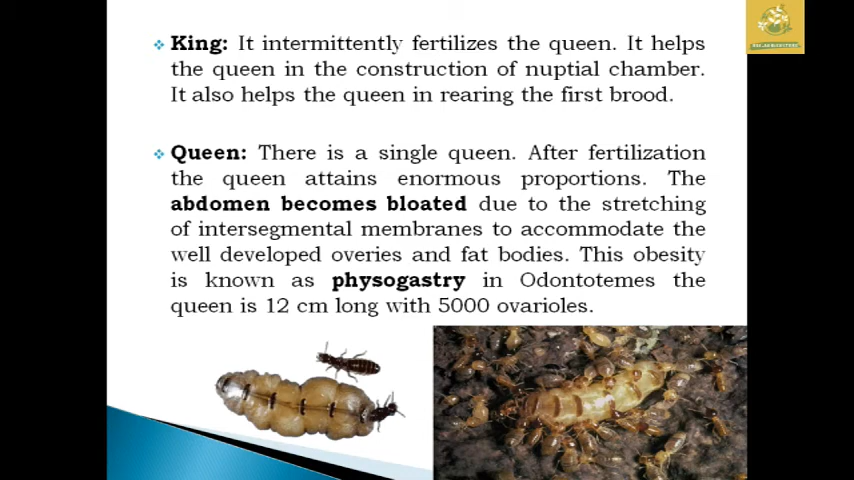 King: It intermittently fertilizes the queen. It helps
the queen in the construction of nuptial chamber.
It also helps the queen in rearing the first brood.
Queen: There is a single queen. After fertilization
the queen attains enormous proportions. The
abdomen becomes bloated due to the stretching
of intersegmental membranes to accommodate the
well developed overies and fat bodies. This obesity
is known as physogastry in Odontotemes the
queen is 12 cm long with 5000 ovarioles.